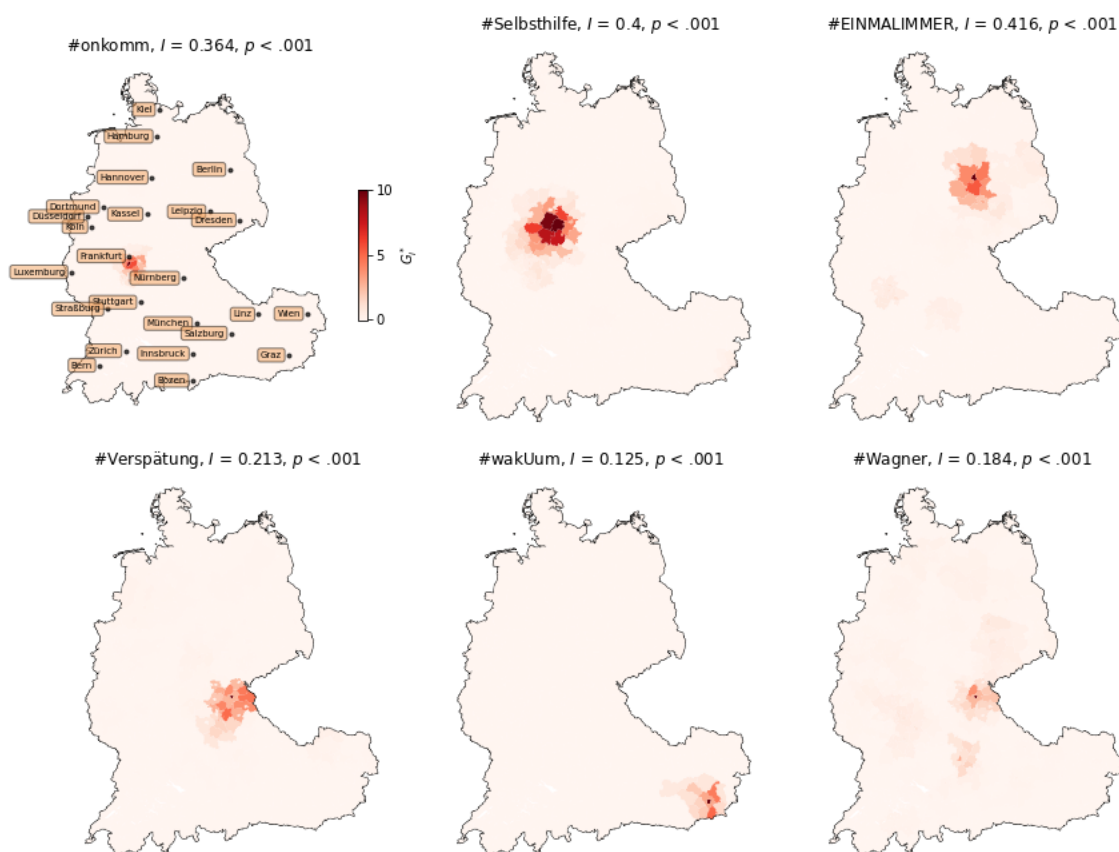 #onkomm, I = 0.364, p < .001
#Selbsthilfe, I = 0.4, p < .001
#EINMALIMMER, I = 0.416, p < .001
Kiel
Hamburg
Berlin
Hannover
Dortmund
Düsseldorf
Köln
Kassel
Leipzig
Dresden
Frankfurt
Luxemburg
Nürnberg
Stuttgart
Straßburg
München
Linz
Wien
Salzburg
Zürich
Innsbruck
Graz
Bern
Bozen
10
5
0
G*i
#Verspätung, I = 0.213, p < .001
#wakUum, I = 0.125, p < .001
#Wagner, I = 0.184, p < .001